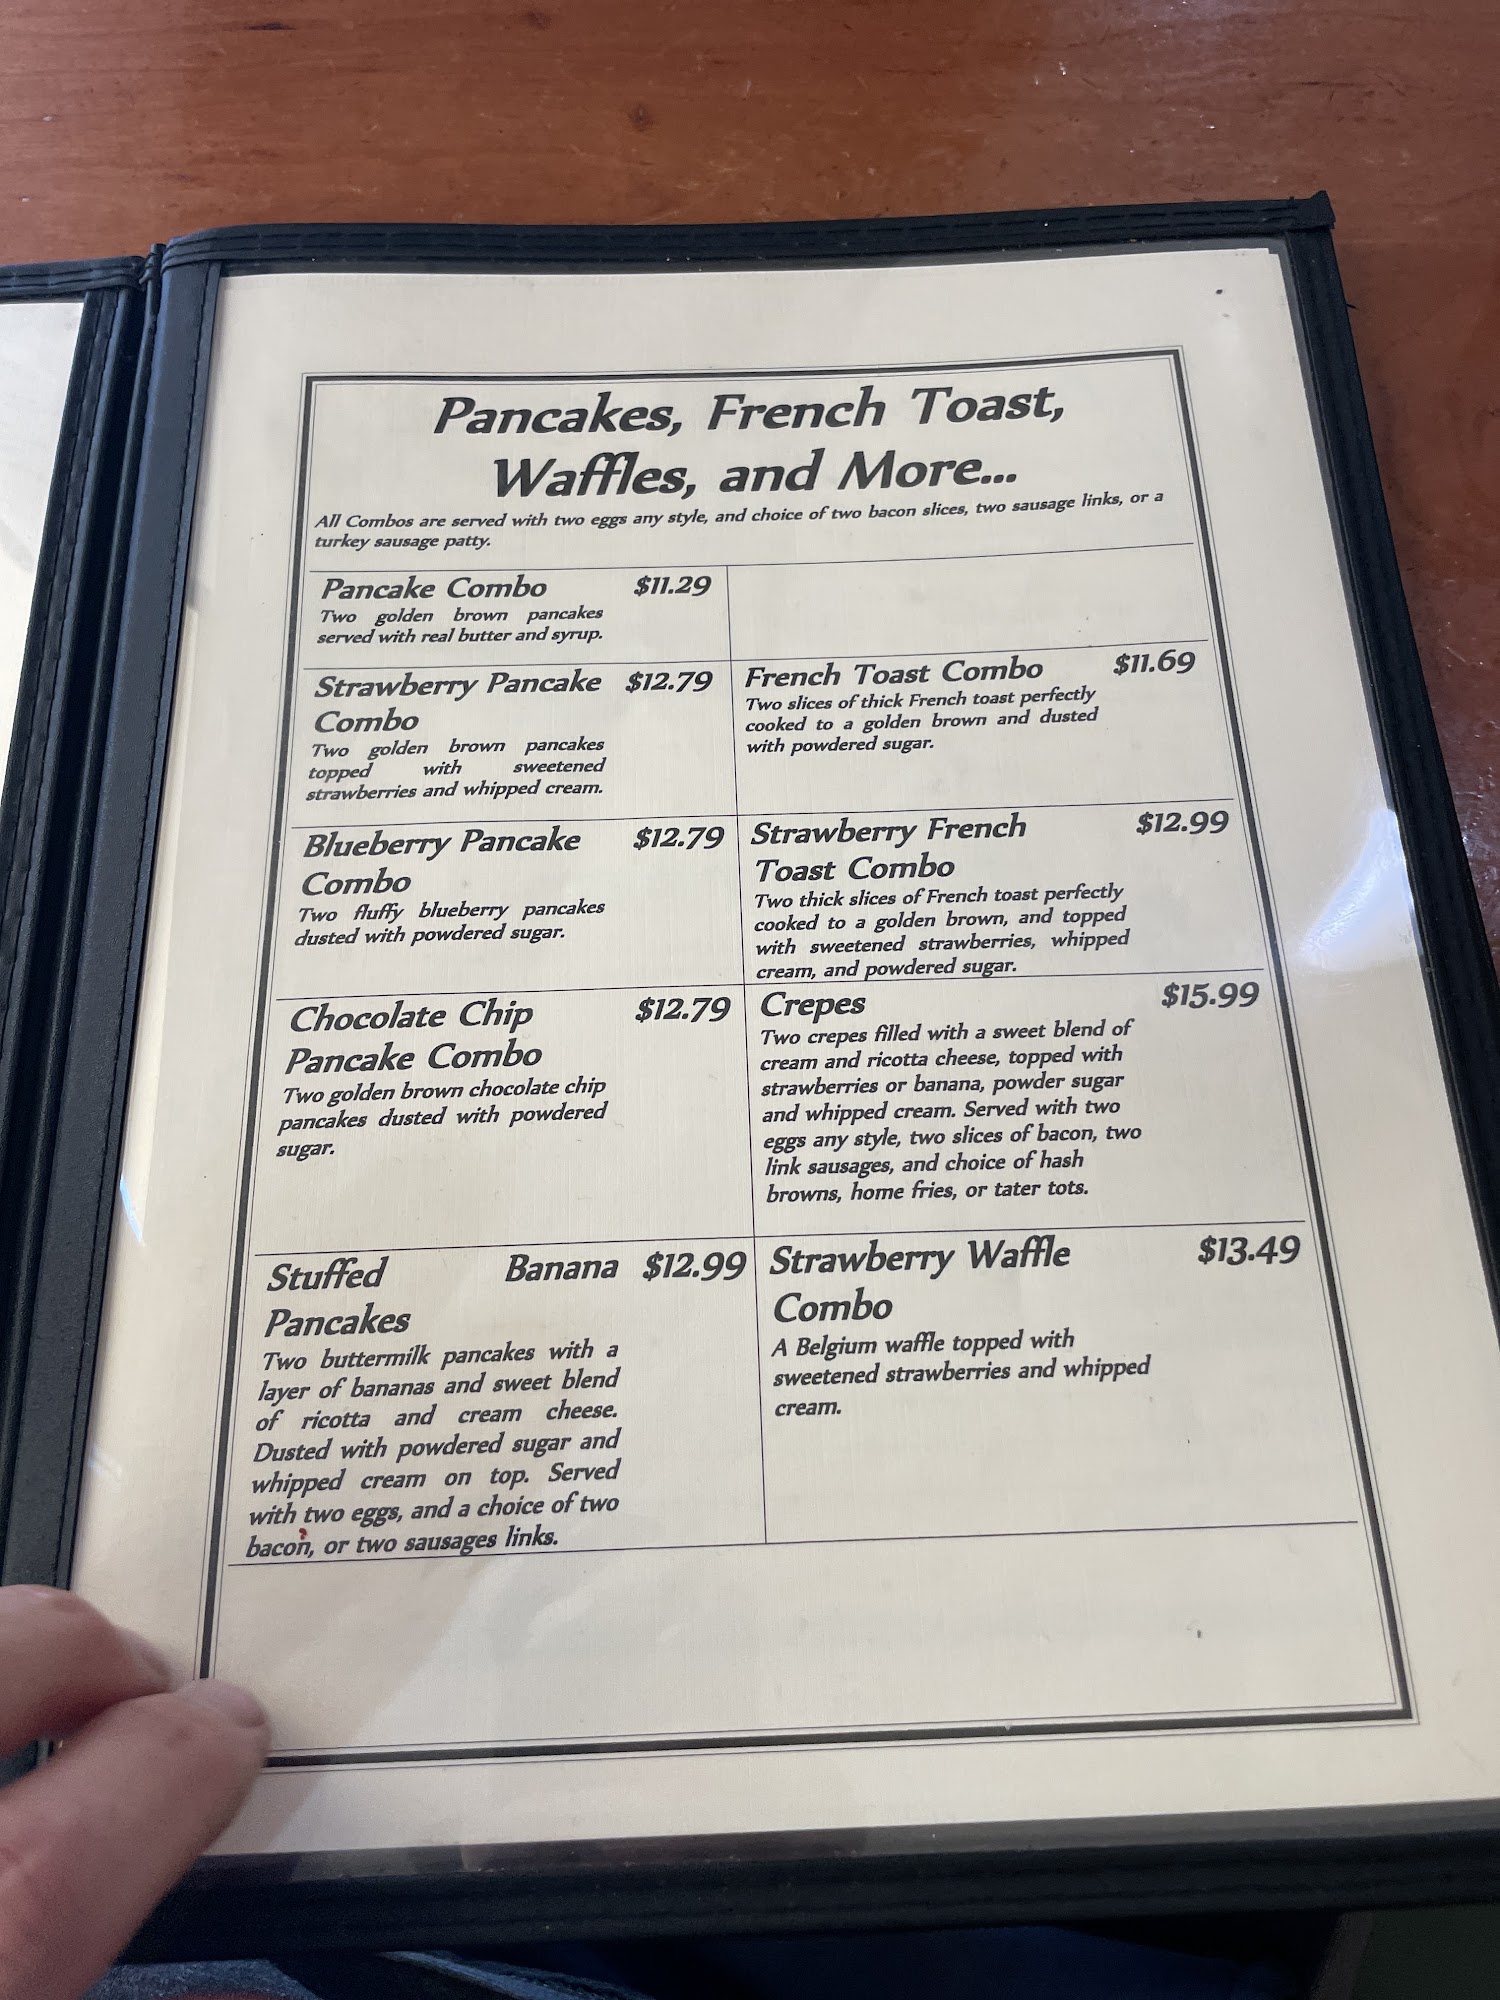 Pancakes, French Toast,
Waffles, and More...
All Combos are served with two eggs any style, and choice of two bacon slices, two sausage links, or a
turkey sausage patty.
Pancake Combo $11.29
Two golden brown pancakes
served with real butter and syrup.
Strawberry Pancake $12.79
Combo
Two golden brown pancakes
topped with sweetened
strawberries and whipped cream.
Blueberry Pancake $12.79
Combo
Two fluffy blueberry pancakes
dusted with powdered sugar.
Chocolate Chip $12.79
Pancake Combo
Two golden brown chocolate chip
pancakes dusted with powdered
sugar.
Stuffed Banana $12.99
Pancakes
Two buttermilk pancakes with a
layer of bananas and sweet blend
of ricotta and cream cheese.
Dusted with powdered sugar and
whipped cream on top. Served
with two eggs, and a choice of two
bacon, or two sausages links.
French Toast Combo $11.69
Two slices of thick French toast perfectly
cooked to a golden brown and dusted
with powdered sugar.
Strawberry French $12.99
Toast Combo
Two thick slices of French toast perfectly
cooked to a golden brown, and topped
with sweetened strawberries, whipped
cream, and powdered sugar.
Crepes $15.99
Two crepes filled with a sweet blend of
cream and ricotta cheese, topped with
strawberries or banana, powder sugar
and whipped cream. Served with two
eggs any style, two slices of bacon, two
link sausages, and choice of hash
browns, home fries, or tater tots.
Strawberry Waffle $13.49
Combo
A Belgium waffle topped with
sweetened strawberries and whipped
cream.